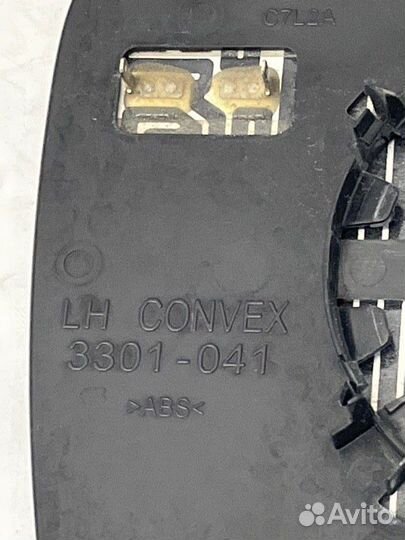 C7L2A
LH CONVEX
3301-041
>ABS<
Avito